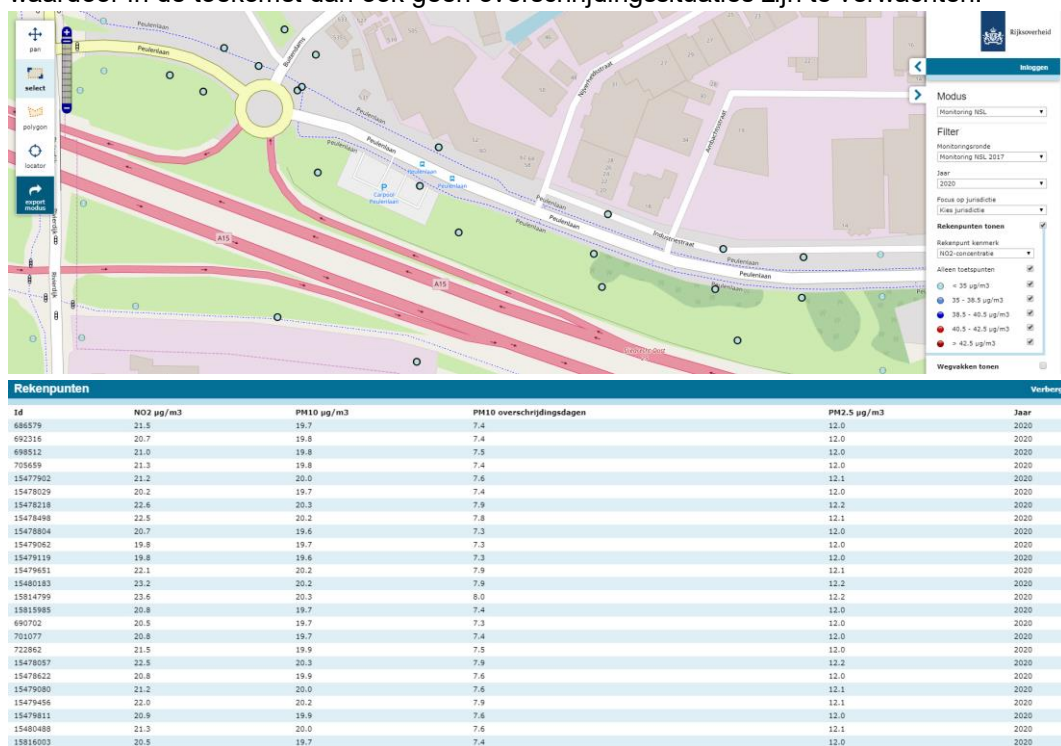 waardoor in de toekomst dan ook geen overschrijdingssituaties zijn te verwachten.
Peulenlaan
Peulenlaan
Peulenlaan
Buitendams
Nijverheidsstraat
Ambachtsstraat
Peulenlaan
Peulenlaan
Peulenlaan
Peulenlaan
P
Carpool
Peulenlaan
Peulenlaan
Peulenlaan
Industriestraat
Peulenlaan
Peulenlaan
Peulenlaan
A15
A15
Rivierdijk
Rivierdijk
pan
select
polygon
locator
export
modus
Rijksoverheid
Inloggen
Modus
Monitoring NSL
Filter
Monitoringsronde
Monitoring NSL 2017
Jaar
2020
Focus op jurisdictie
Kies jurisdictie
Rekenpunten tonen
Rekenpunt kenmerk
NO2-concentratie
Alleen toetspunten
< 35 µg/m3
35 - 38.5 µg/m3
38.5 - 40.5 µg/m3
40.5 - 42.5 µg/m3
> 42.5 µg/m3
Wegvakken tonen
Rekenpunten Verberg
Id NO2 µg/m3 PM10 µg/m3 PM10 overschrijdingsdagen PM2.5 µg/m3 Jaar
686579 21.5 19.7 7.4 12.0 2020
692316 20.7 19.8 7.4 12.0 2020
698512 21.0 19.8 7.5 12.0 2020
705659 21.3 19.8 7.4 12.0 2020
15477902 21.2 20.0 7.6 12.1 2020
15478029 20.2 19.7 7.4 12.0 2020
15478218 22.6 20.3 7.9 12.2 2020
15478498 22.5 20.2 7.8 12.1 2020
15478804 20.7 19.6 7.3 12.0 2020
15479062 19.8 19.7 7.3 12.0 2020
15479119 19.8 19.6 7.3 12.0 2020
15479651 22.1 20.2 7.9 12.1 2020
15480183 23.2 20.2 7.9 12.2 2020
15814799 23.6 20.3 8.0 12.2 2020
15815985 20.8 19.7 7.4 12.0 2020
690702 20.5 19.7 7.3 12.0 2020
701077 20.8 19.7 7.4 12.0 2020
722862 21.5 19.9 7.5 12.0 2020
15478057 22.5 20.3 7.9 12.2 2020
15478622 20.8 19.9 7.6 12.0 2020
15479080 21.2 20.0 7.6 12.1 2020
15479456 22.0 20.2 7.9 12.1 2020
15479811 20.9 19.9 7.6 12.0 2020
15480488 21.3 20.0 7.6 12.1 2020
15816003 20.5 19.7 7.4 12.0 2020